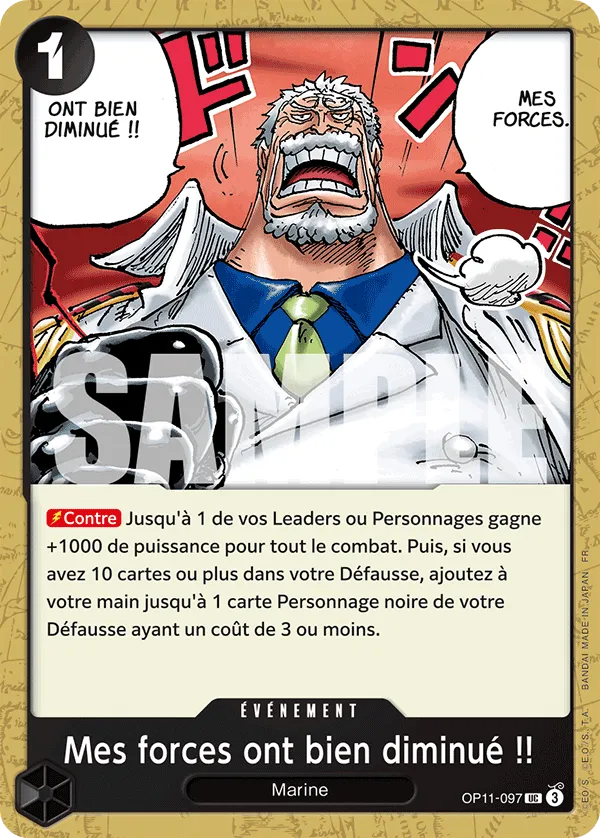 1
ONT BIEN
DIMINUÉ !!
MES
FORCES.
SAMPLE
Contre Jusqu'à 1 de vos Leaders ou Personnages gagne
+1000 de puissance pour tout le combat. Puis, si vous
avez 10 cartes ou plus dans votre Défausse, ajoutez à
votre main jusqu'à 1 carte Personnage noire de votre
Défausse ayant un coût de 3 ou moins.
ÉVÉNEMENT
Mes forces ont bien diminué !!
Marine
OP11-097 UC 3
©E.O./S. ©E.O./S.,T.A. BANDAI MADE IN JAPAN FR